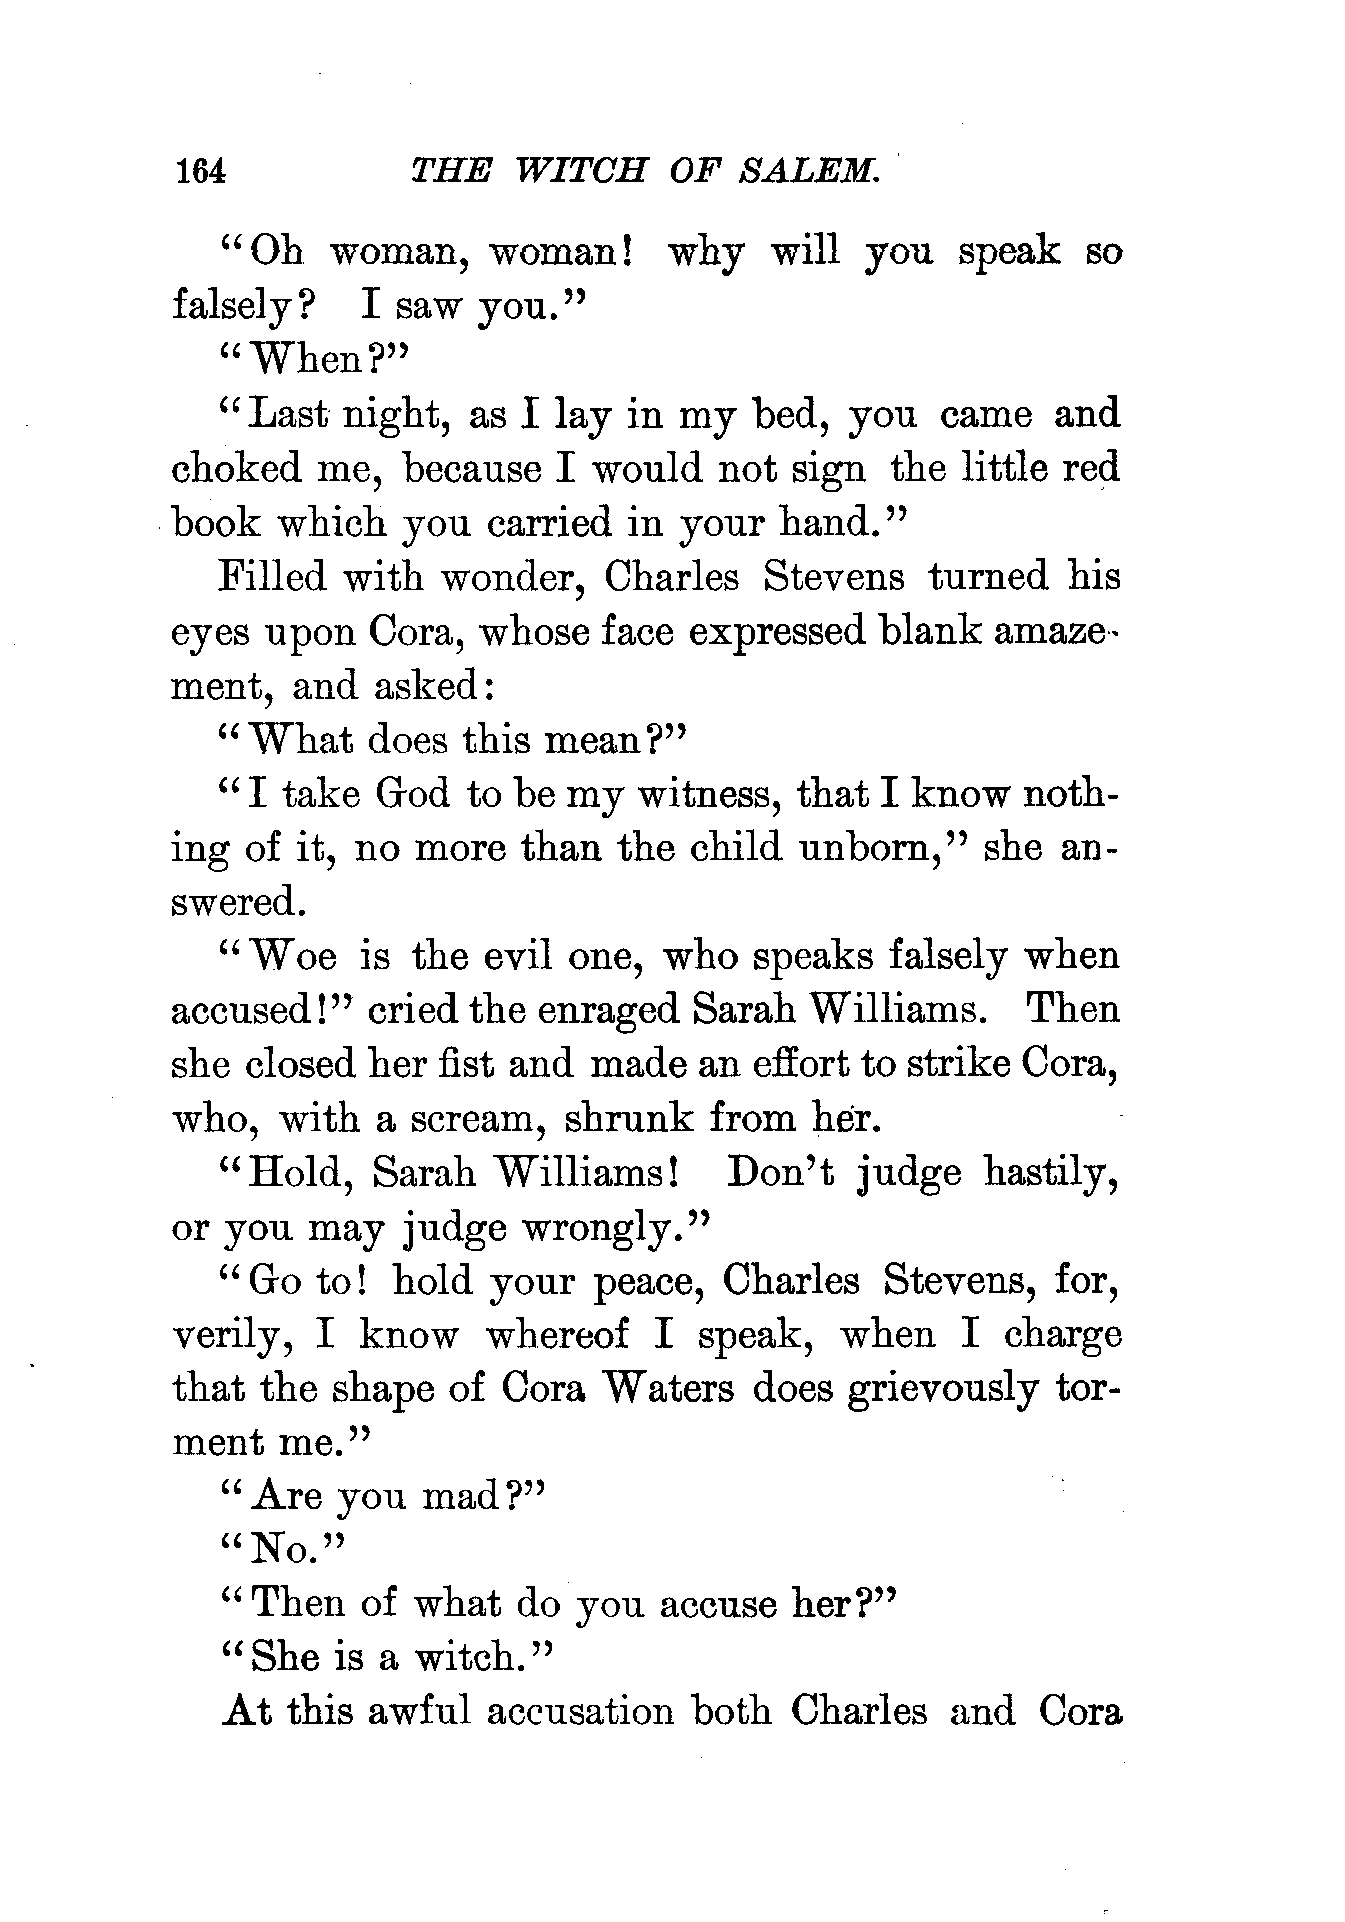 164 THE WITCH OF SALEM.
"Oh woman, woman! why will you speak so
falsely? I saw you."
"When?"
"Last night, as I lay in my bed, you came and
choked me, because I would not sign the little red
book which you carried in your hand."
Filled with wonder, Charles Stevens turned his
eyes upon Cora, whose face expressed blank amaze-
ment, and asked:
"What does this mean?"
"I take God to be my witness, that I know noth-
ing of it, no more than the child unborn," she an-
swered.
"Woe is the evil one, who speaks falsely when
accused!" cried the enraged Sarah Williams. Then
she closed her fist and made an effort to strike Cora,
who, with a scream, shrunk from her.
"Hold, Sarah Williams! Don't judge hastily,
or you may judge wrongly."
"Go to! hold your peace, Charles Stevens, for,
verily, I know whereof I speak, when I charge
that the shape of Cora Waters does grievously tor-
ment me."
"Are you mad?"
"No."
"Then of what do you accuse her?"
"She is a witch."
At this awful accusation both Charles and Cora